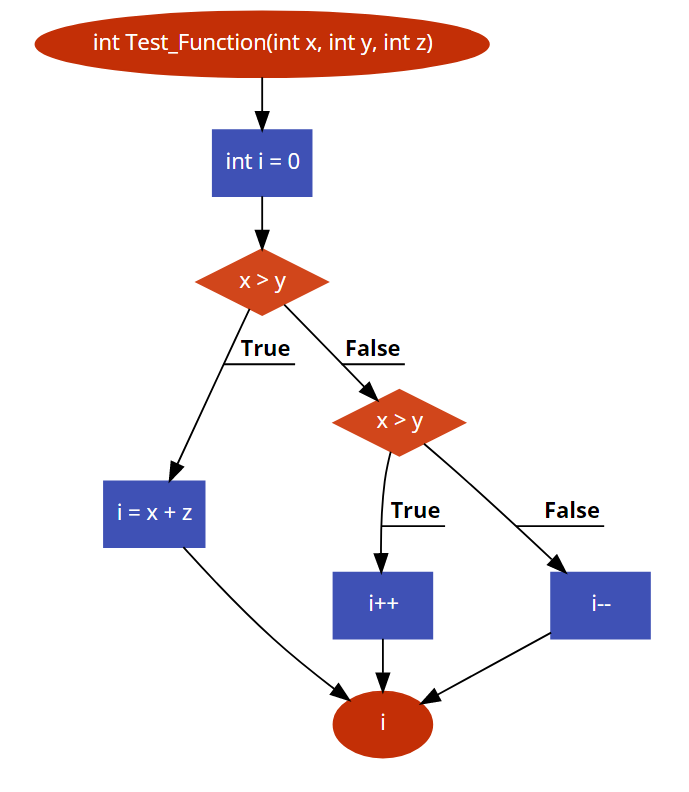 int Test_Function(int x, int y, int z)
int i = 0
x > y
True
False
x > y
i = x + z
True
False
i++
i--
i